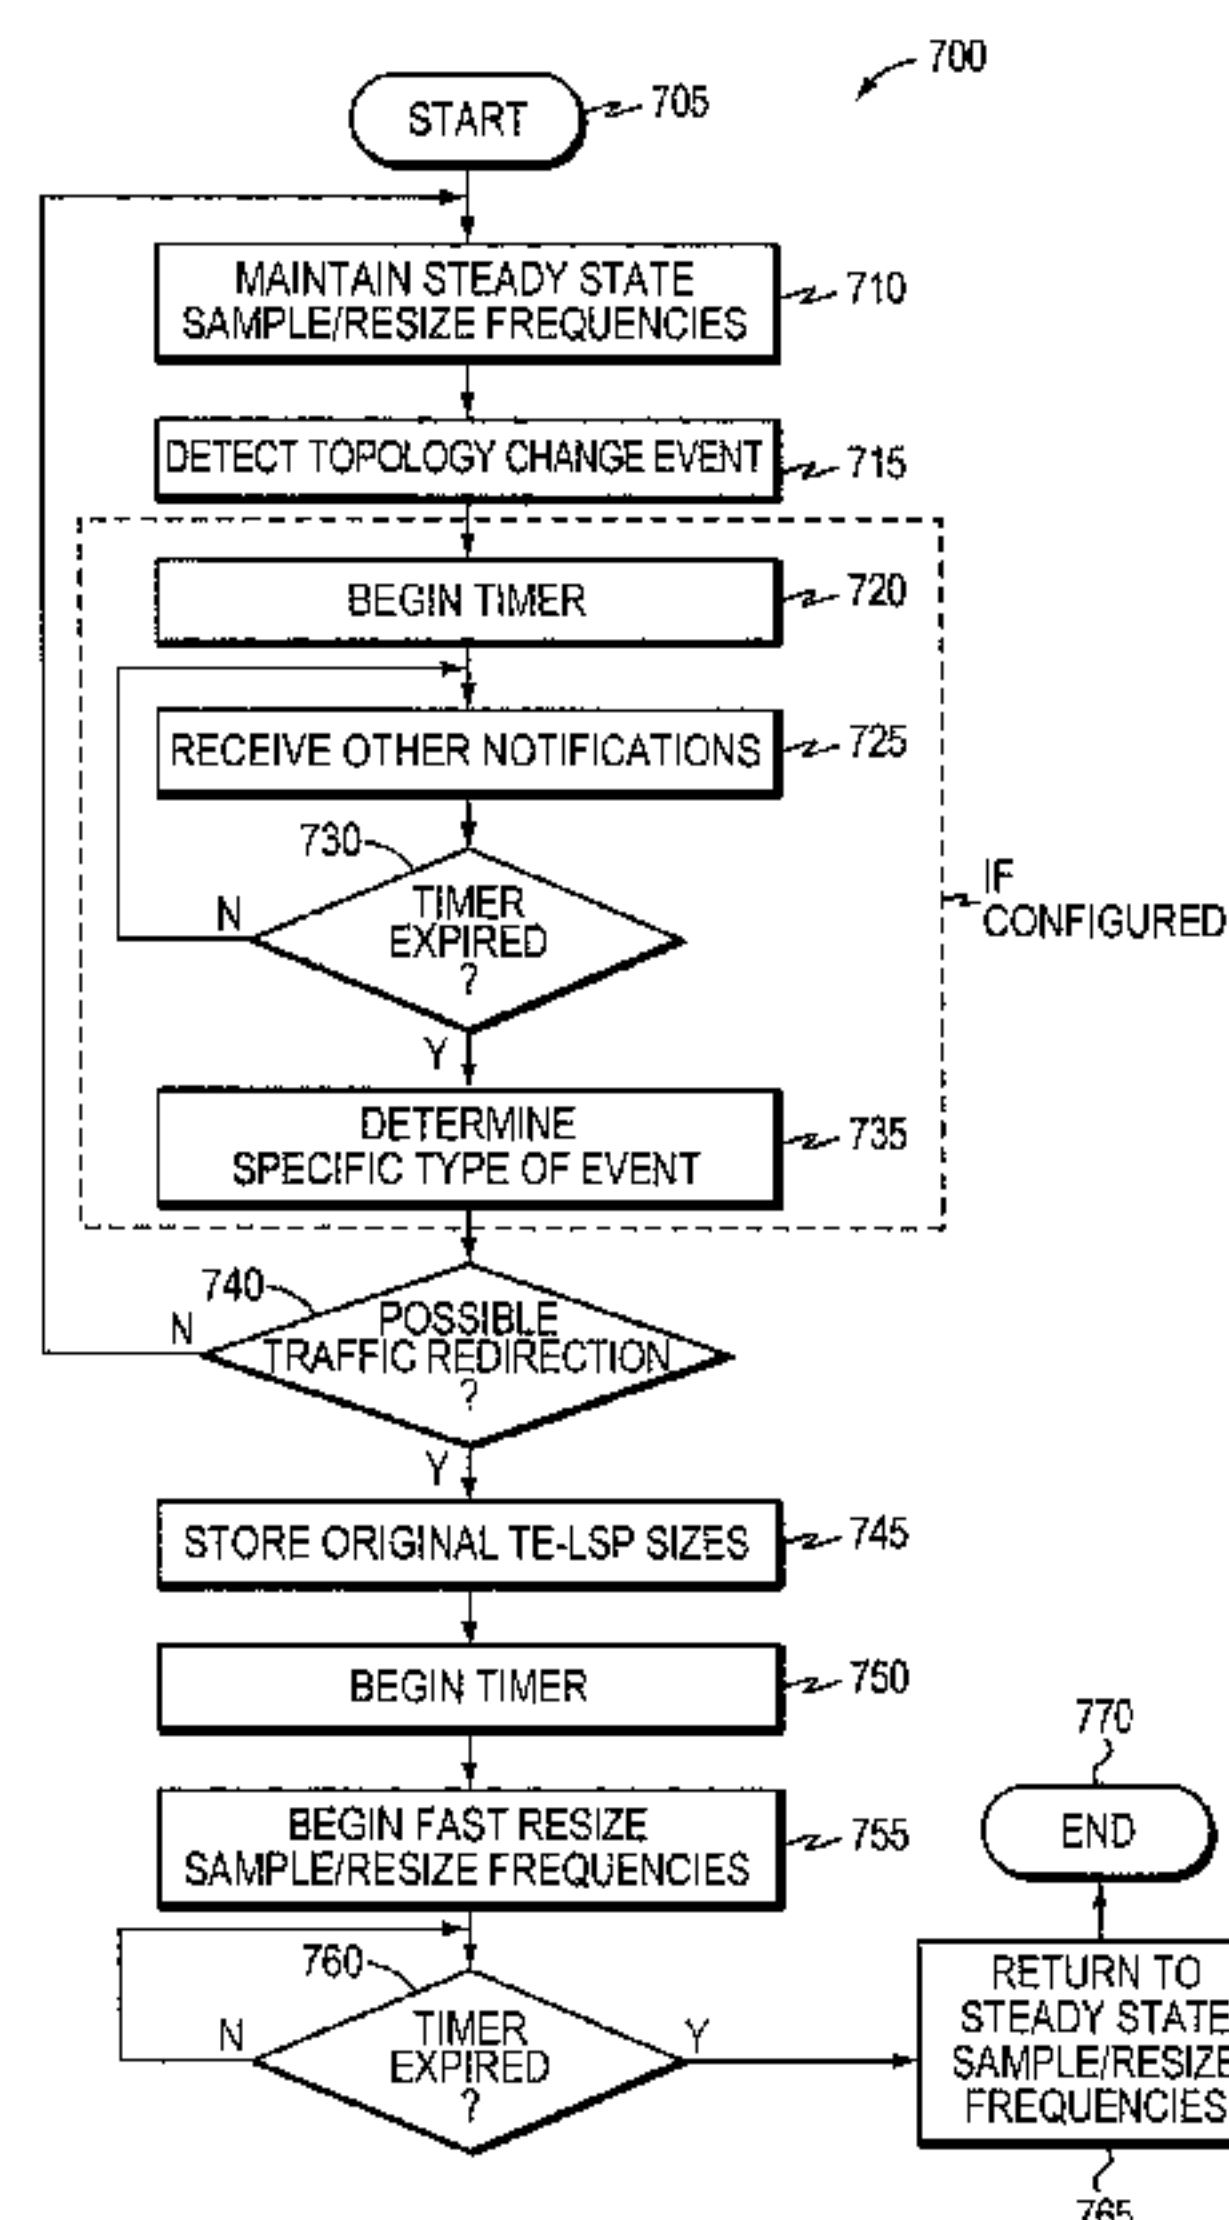 700
START
705
MAINTAIN STEADY STATE
SAMPLE/RESIZE FREQUENCIES
710
DETECT TOPOLOGY CHANGE EVENT
715
BEGIN TIMER
720
RECEIVE OTHER NOTIFICATIONS
725
730
TIMER
EXPIRED
?
N
Y
IF
CONFIGURED
DETERMINE
SPECIFIC TYPE OF EVENT
735
740
POSSIBLE
TRAFFIC REDIRECTION
?
N
Y
STORE ORIGINAL TE-LSP SIZES
745
BEGIN TIMER
750
BEGIN FAST RESIZE
SAMPLE/RESIZE FREQUENCIES
755
760
TIMER
EXPIRED
?
N
Y
770
END
RETURN TO
STEADY STATE
SAMPLE/RESIZE
FREQUENCIES
765